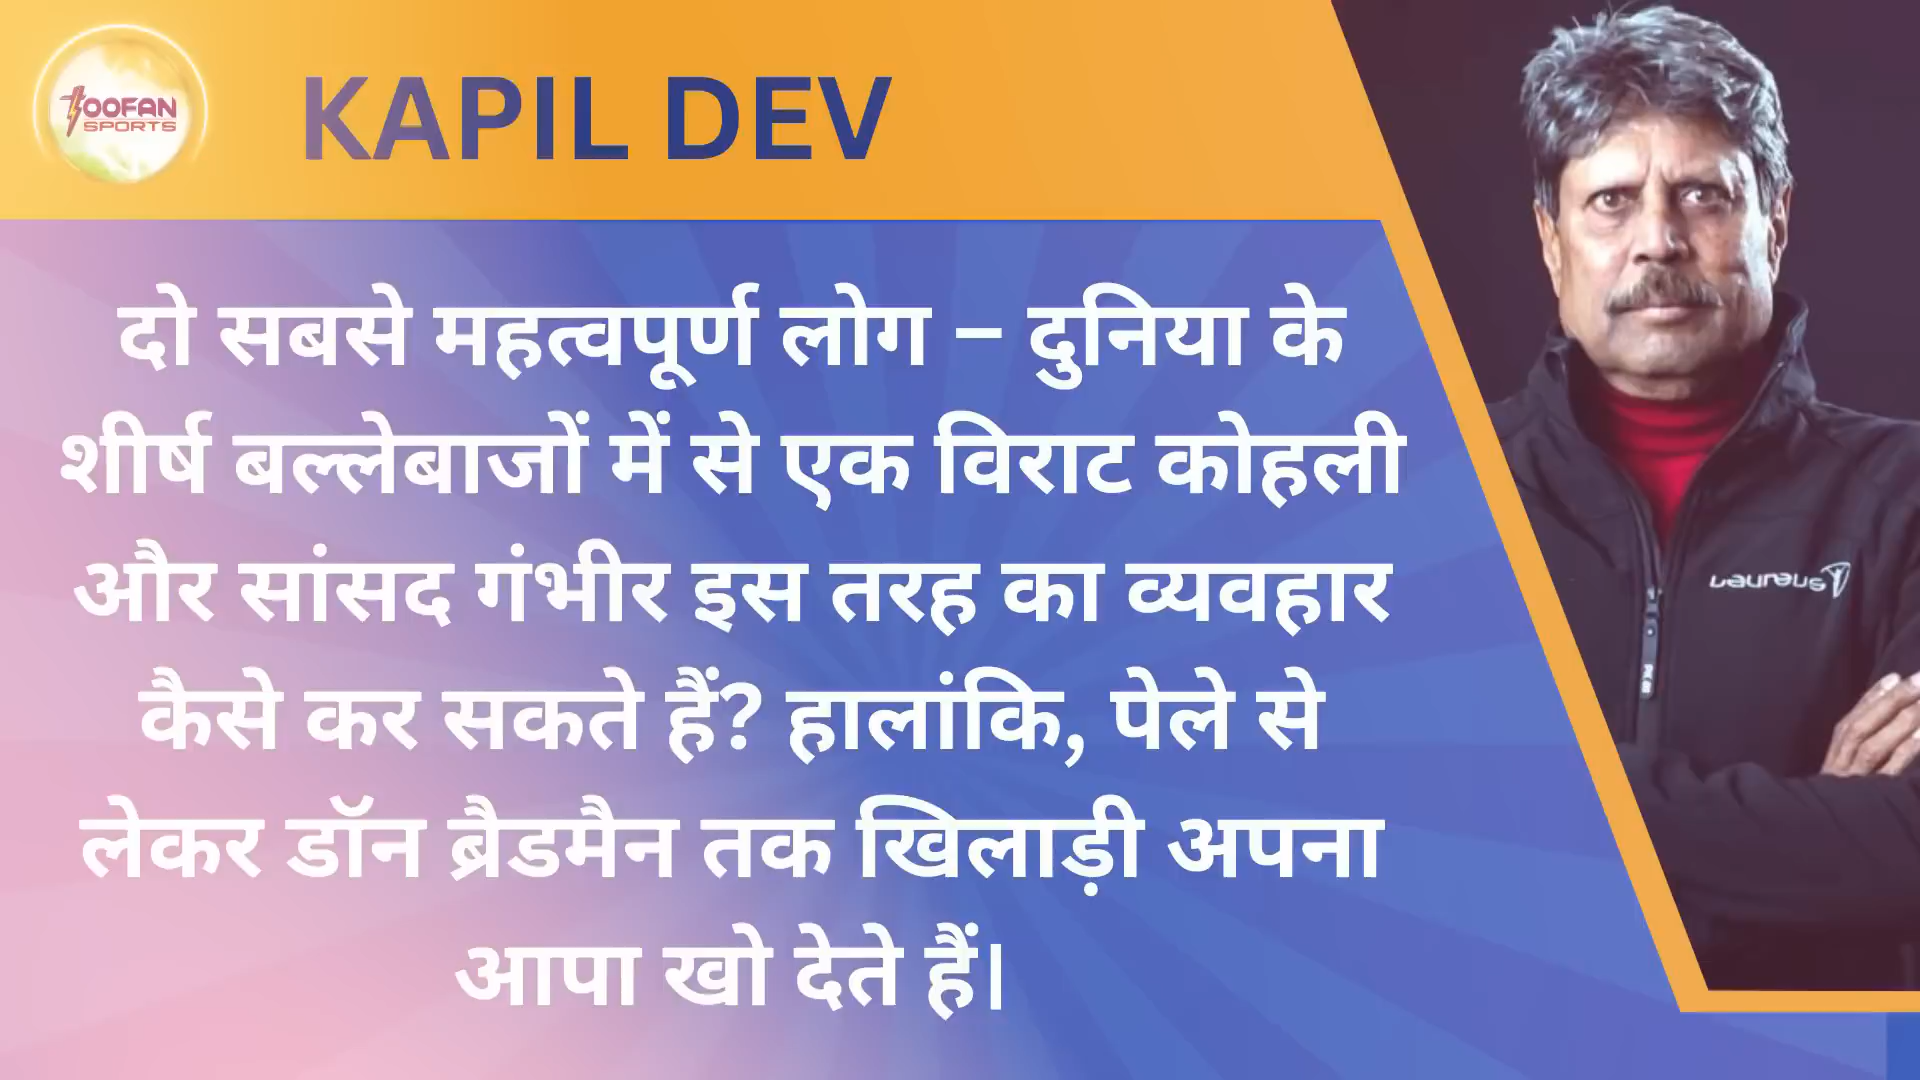 TOOFAN
SPORTS
KAPIL DEV
दो सबसे महत्वपूर्ण लोग – दुनिया के
शीर्ष बल्लेबाजों में से एक विराट कोहली
और सांसद गंभीर इस तरह का व्यवहार
कैसे कर सकते हैं? हालांकि, पेले से
लेकर डॉन ब्रैडमैन तक खिलाड़ी अपना
आपा खो देते हैं।
Laureus